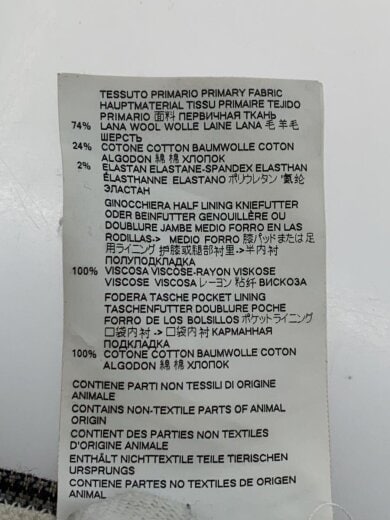 TESSUTO PRIMARIO PRIMARY FABRIC
HAUPTMATERIAL TISSU PRIMAIRE TEJIDO
PRIMARIO 面料 ПЕРВИЧНАЯ ТКАНЬ
74% LANA WOOL WOLLE LAINE LANA 毛 羊毛
ШЕРСТЬ
24% COTONE COTTON BAUMWOLLE COTON
ALGODON 綿 棉 ХЛОПОК
2% ELASTAN ELASTANE-SPANDEX ELASTHAN
ÉLASTHANNE ELASTANO ポリウレタン 氨纶
ЭЛАСТАН
GINOCCHIERA HALF LINING KNIEFUTTER
ODER BEINFUTTER GENOUILLÈRE OU
DOUBLURE JAMBE MEDIO FORRO EN LAS
RODILLAS-> MEDIO FORRO 膝パッドまたは足
用ライニング 护膝或腿部衬里->半内衬
ПОЛУПОДКЛАДКА
100% VISCOSA VISCOSE-RAYON VISKOSE
VISCOSE VISCOSA レーヨン 粘纤 ВИСКОЗА
FODERA TASCHE POCKET LINING
TASCHENFUTTER DOUBLURE POCHE
FORRO DE LOS BOLSILLOS ポケットライニング
口袋内衬 -> 口袋内衬 КАРМАННАЯ
ПОДКЛАДКА
100% COTONE COTTON BAUMWOLLE COTON
ALGODON 綿 棉 ХЛОПОК
CONTIENE PARTI NON TESSILI DI ORIGINE
ANIMALE
CONTAINS NON-TEXTILE PARTS OF ANIMAL
ORIGIN
CONTIENT DES PARTIES NON TEXTILES
D'ORIGINE ANIMALE
ENTHÄLT NICHTTEXTILE TEILE TIERISCHEN
URSPRUNGS
CONTIENE PARTES NO TEXTILES DE ORIGEN
ANIMAL